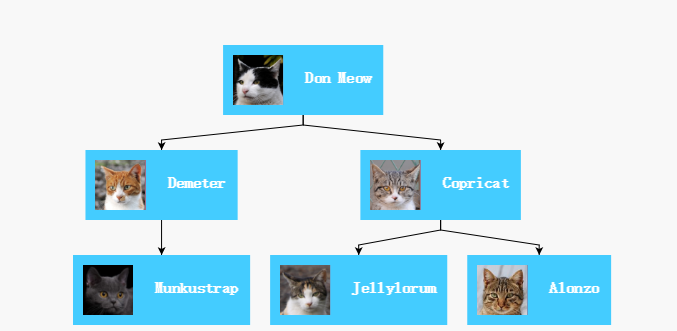 Don Meow
Demeter
Copricat
Munkustrap
Jellylorum
Alonzo